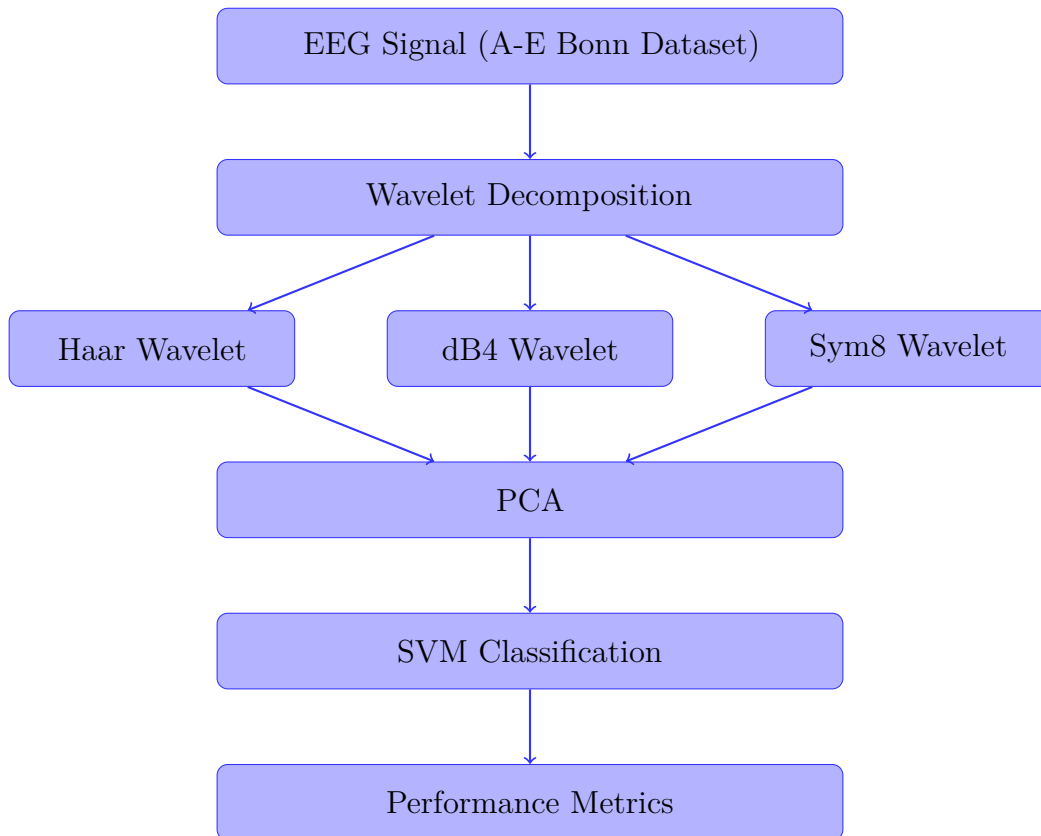 EEG Signal (A-E Bonn Dataset)
Wavelet Decomposition
Haar Wavelet
dB4 Wavelet
Sym8 Wavelet
PCA
SVM Classification
Performance Metrics